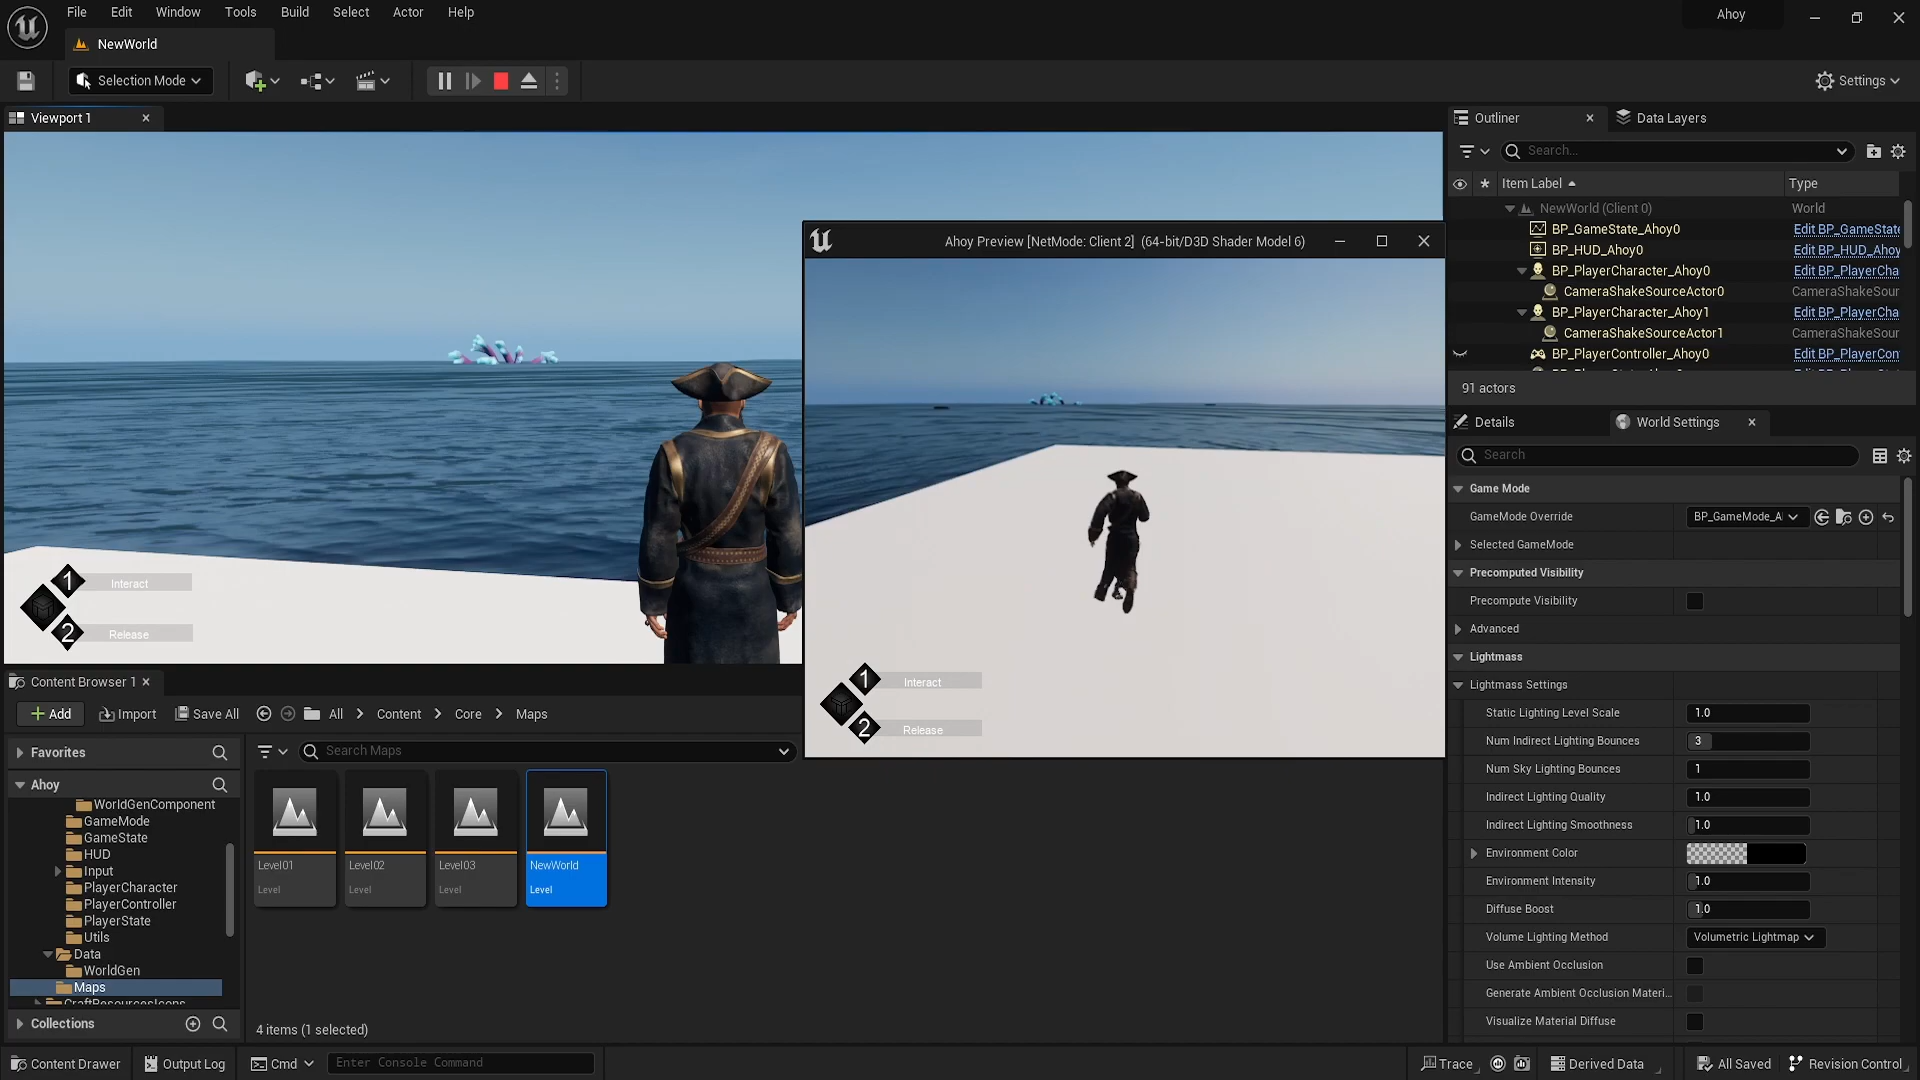 File Edit Window Tools Build Select Actor Help
Ahoy
NewWorld
Selection Mode
Settings
Viewport 1
Outliner
Data Layers
Search...
Item Label
Type
NewWorld (Client 0)
World
BP_GameState_Ahoy0
Edit BP_GameState
BP_HUD_Ahoy0
Edit BP_HUD_Ahoy
BP_PlayerCharacter_Ahoy0
Edit BP_PlayerCha
CameraShakeSourceActor0
CameraShakeSour
BP_PlayerCharacter_Ahoy1
Edit BP_PlayerCha
CameraShakeSourceActor1
CameraShakeSour
BP_PlayerController_Ahoy0
Edit BP_PlayerCon
91 actors
Ahoy Preview [NetMode: Client 2] (64-bit/D3D Shader Model 6)
1
Interact
2
Release
1
Interact
2
Release
Details
World Settings
Search
Game Mode
GameMode Override
BP_GameMode_A
Selected GameMode
Precomputed Visibility
Precompute Visibility
Advanced
Lightmass
Lightmass Settings
Static Lighting Level Scale
1.0
Num Indirect Lighting Bounces
3
Num Sky Lighting Bounces
1
Indirect Lighting Quality
1.0
Indirect Lighting Smoothness
1.0
Environment Color
Environment Intensity
1.0
Diffuse Boost
1.0
Volume Lighting Method
Volumetric Lightmap
Use Ambient Occlusion
Generate Ambient Occlusion Materi...
Visualize Material Diffuse
Content Browser 1
Add
Import
Save All
All
Content
Core
Maps
Favorites
Search Maps
Ahoy
WorldGenComponent
GameMode
GameState
HUD
Input
PlayerCharacter
PlayerController
PlayerState
Utils
Data
WorldGen
Maps
CraftResourcesIcons
Collections
Level01
Level
Level02
Level
Level03
Level
NewWorld
Level
4 items (1 selected)
Content Drawer
Output Log
Cmd
Enter Console Command
Trace
Derived Data
All Saved
Revision Control